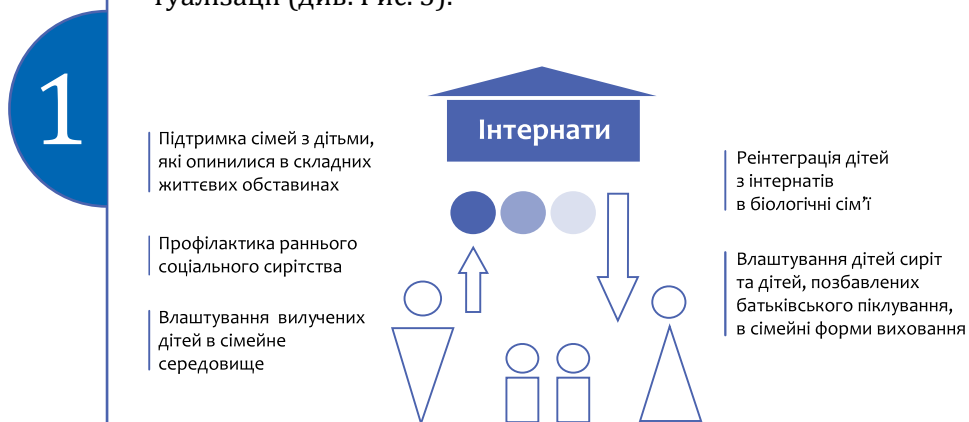 туалізації (див. Рис. 3).
1
Інтернати
Підтримка сімей з дітьми,
які опинилися в складних
життєвих обставинах
Профілактика раннього
соціального сирітства
Влаштування вилучених
дітей в сімейне
середовище
Реінтеграція дітей
з інтернатів
в біологічні сім’ї
Влаштування дітей сиріт
та дітей, позбавлених
батьківського піклування,
в сімейні форми виховання